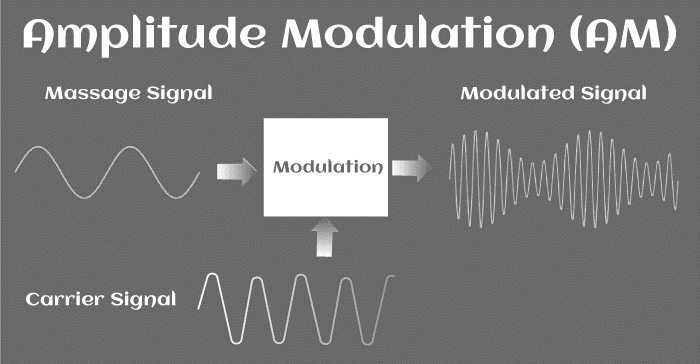 Amplitude Modulation (AM)
Massage Signal
Modulated Signal
Modulation
Carrier Signal